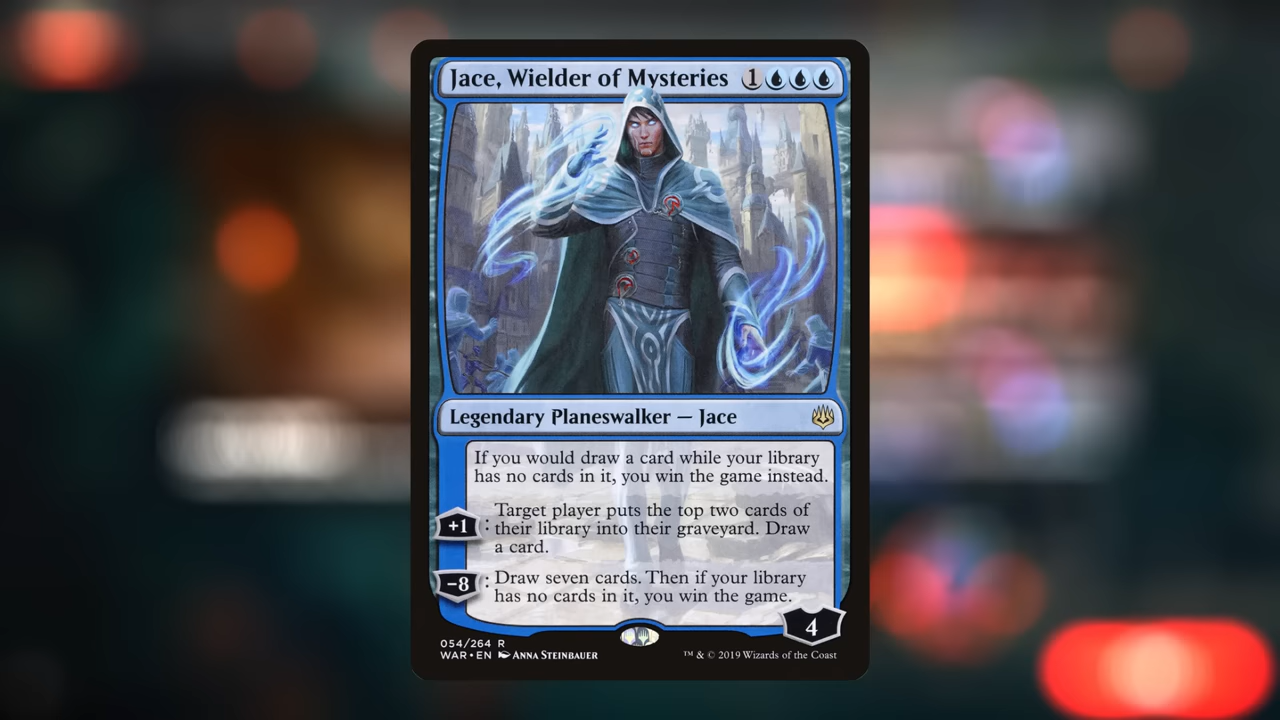 Jace, Wielder of Mysteries 1
Legendary Planeswalker — Jace
If you would draw a card while your library
has no cards in it, you win the game instead.
+1: Target player puts the top two cards of
their library into their graveyard. Draw
a card.
−8: Draw seven cards. Then if your library
has no cards in it, you win the game.
4
054/264 R
WAR • EN ANNA STEINBAUER
™ & © 2019 Wizards of the Coast